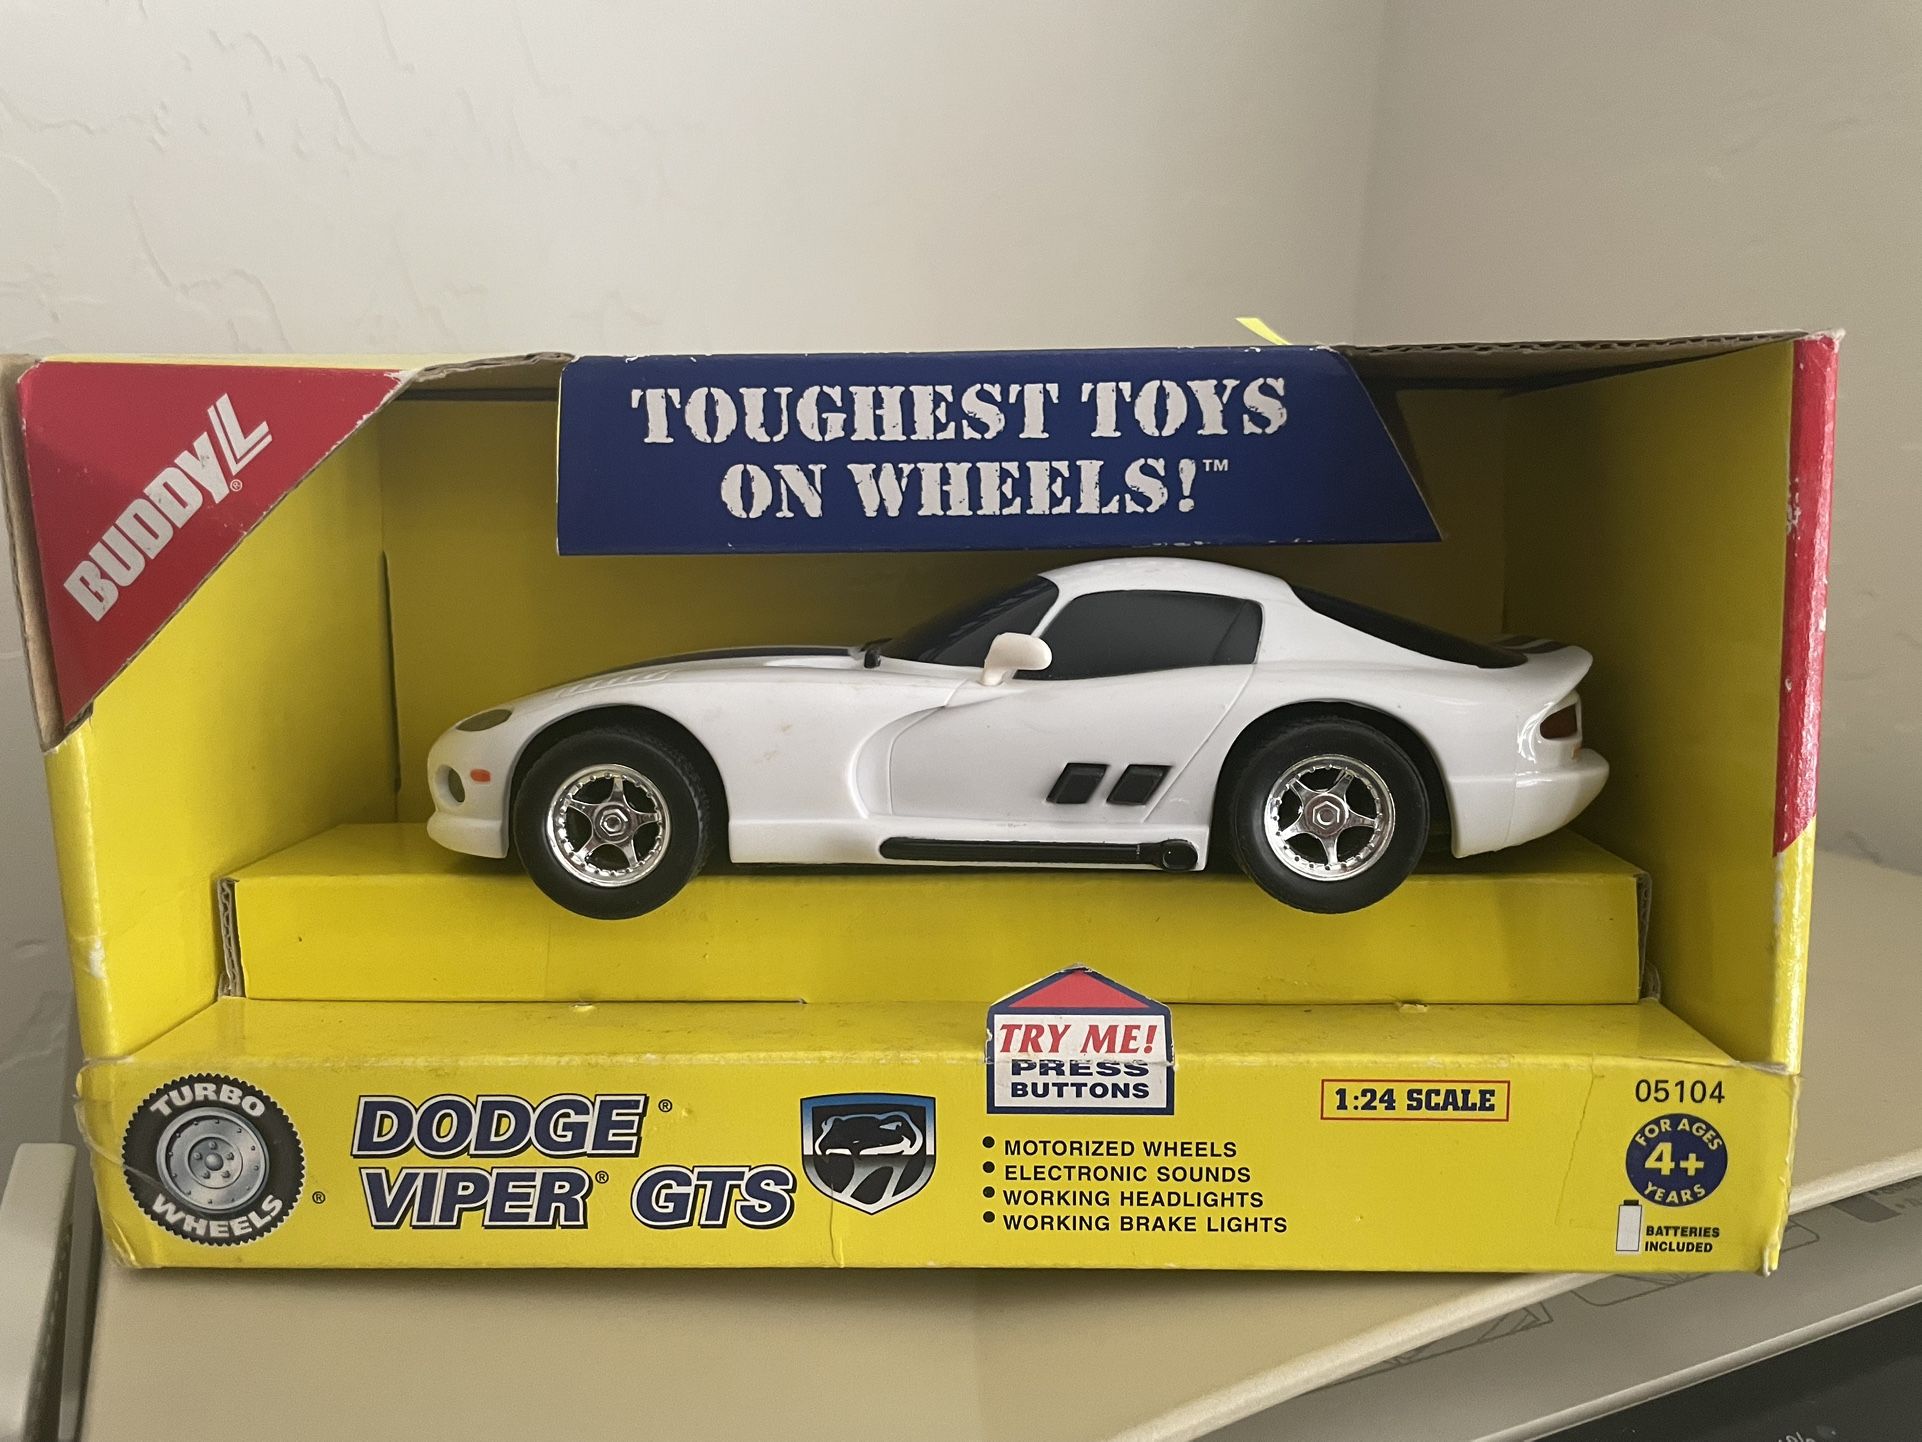 BUDDY L®
TOUGHEST TOYS
ON WHEELS!™
TRY ME!
PRESS
BUTTONS
TURBO
WHEELS ®
DODGE®
VIPER® GTS
• MOTORIZED WHEELS
• ELECTRONIC SOUNDS
• WORKING HEADLIGHTS
• WORKING BRAKE LIGHTS
1:24 SCALE
05104
FOR AGES
4+
YEARS
BATTERIES
INCLUDED